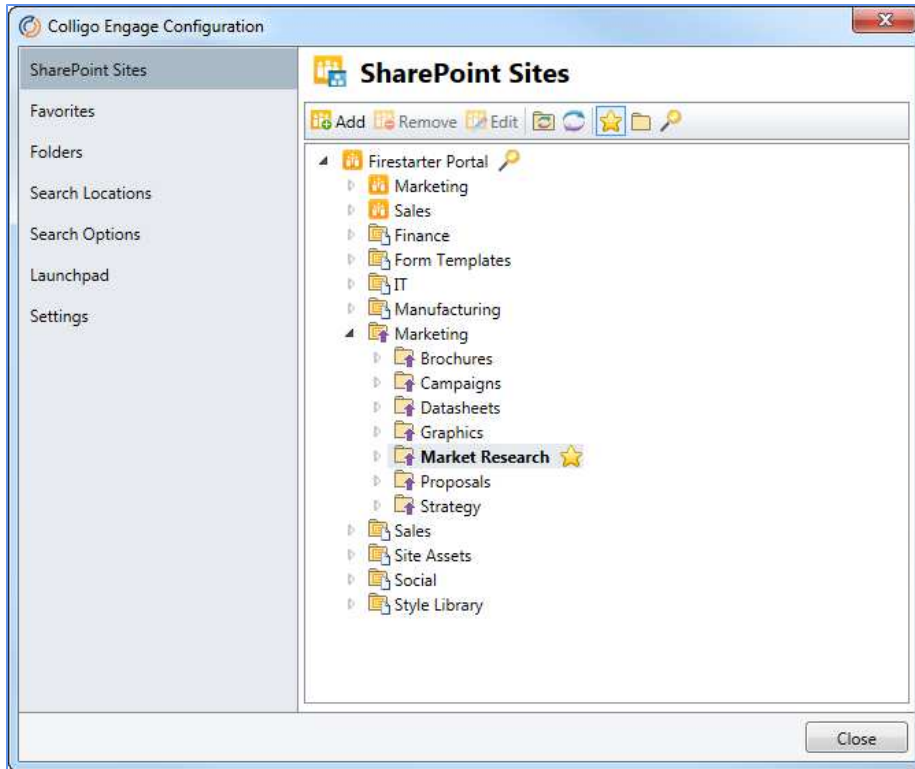 Colligo Engage Configuration
SharePoint Sites
Favorites
Folders
Search Locations
Search Options
Launchpad
Settings
SharePoint Sites
Add Remove Edit
Firestarter Portal
Marketing
Sales
Finance
Form Templates
IT
Manufacturing
Marketing
Brochures
Campaigns
Datasheets
Graphics
Market Research
Proposals
Strategy
Sales
Site Assets
Social
Style Library
Close